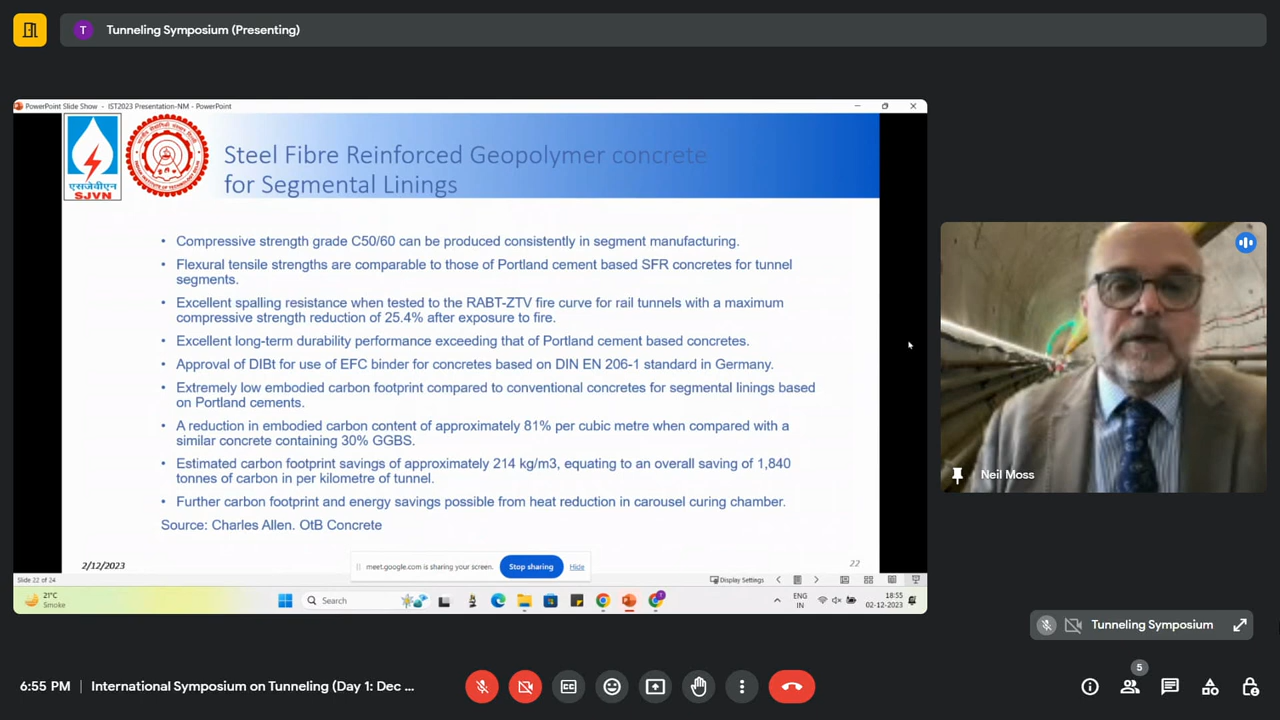 T Tunneling Symposium (Presenting)
PowerPoint Slide Show - IST2023 Presentation-NM - PowerPoint
एसजेवीएन
SJVN
Steel Fibre Reinforced Geopolymer concrete
for Segmental Linings
• Compressive strength grade C50/60 can be produced consistently in segment manufacturing.
• Flexural tensile strengths are comparable to those of Portland cement based SFR concretes for tunnel
segments.
• Excellent spalling resistance when tested to the RABT-ZTV fire curve for rail tunnels with a maximum
compressive strength reduction of 25.4% after exposure to fire.
• Excellent long-term durability performance exceeding that of Portland cement based concretes.
• Approval of DIBt for use of EFC binder for concretes based on DIN EN 206-1 standard in Germany.
• Extremely low embodied carbon footprint compared to conventional concretes for segmental linings based
on Portland cements.
• A reduction in embodied carbon content of approximately 81% per cubic metre when compared with a
similar concrete containing 30% GGBS.
• Estimated carbon footprint savings of approximately 214 kg/m3, equating to an overall saving of 1,840
tonnes of carbon in per kilometre of tunnel.
• Further carbon footprint and energy savings possible from heat reduction in carousel curing chamber.
Source: Charles Allen. OtB Concrete
2/12/2023
22
meet.google.com is sharing your screen.
Stop sharing
Hide
Slide 22 of 24
Display Settings
21°C
Smoke
Search
ENG
IN
18:55
02-12-2023
Neil Moss
Tunneling Symposium
6:55 PM | International Symposium on Tunneling (Day 1: Dec ...
5